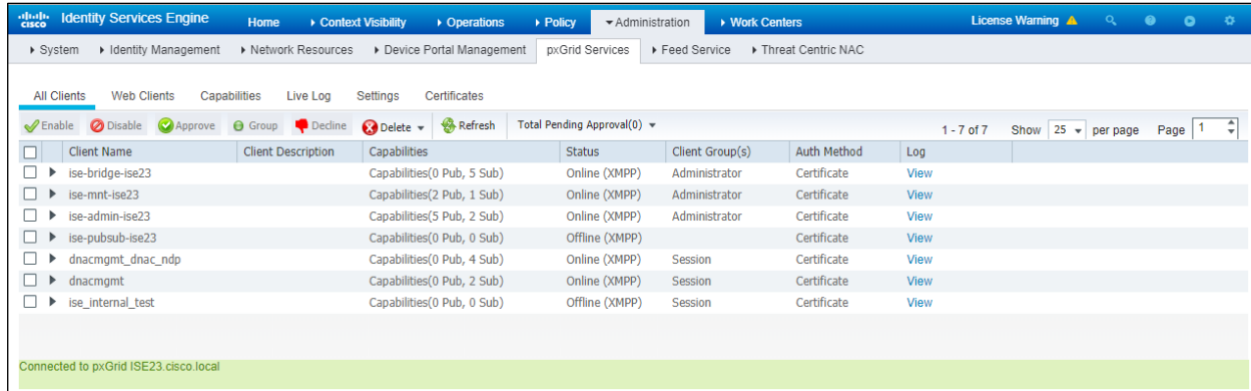 cisco Identity Services Engine Home Context Visibility Operations Policy Administration Work Centers License Warning
System Identity Management Network Resources Device Portal Management pxGrid Services Feed Service Threat Centric NAC
All Clients Web Clients Capabilities Live Log Settings Certificates
Enable Disable Approve Group Decline Delete Refresh Total Pending Approval(0) 1 - 7 of 7 Show 25 per page Page 1
Client Name Client Description Capabilities Status Client Group(s) Auth Method Log
ise-bridge-ise23 Capabilities(0 Pub, 5 Sub) Online (XMPP) Administrator Certificate View
ise-mnt-ise23 Capabilities(2 Pub, 1 Sub) Online (XMPP) Administrator Certificate View
ise-admin-ise23 Capabilities(5 Pub, 2 Sub) Online (XMPP) Administrator Certificate View
ise-pubsub-ise23 Capabilities(0 Pub, 0 Sub) Offline (XMPP) Certificate View
dnacmgmt_dnac_ndp Capabilities(0 Pub, 4 Sub) Online (XMPP) Session Certificate View
dnacmgmt Capabilities(0 Pub, 2 Sub) Online (XMPP) Session Certificate View
ise_internal_test Capabilities(0 Pub, 0 Sub) Offline (XMPP) Session Certificate View
Connected to pxGrid ISE23.cisco.local